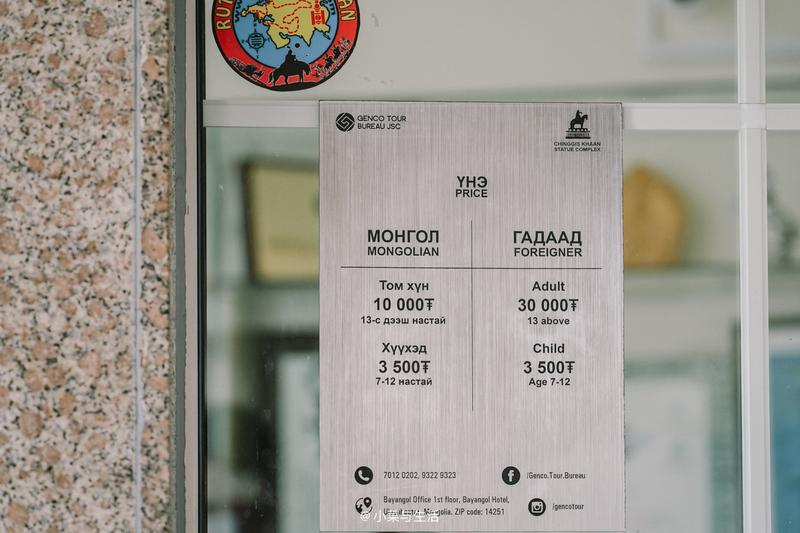 GENCO TOUR
BUREAU JSC
CHINGGIS KHAAN
STATUE COMPLEX
ҮНЭ
PRICE
МОНГОЛ
MONGOLIAN
Том хүн
10 000₮
13-с дээш настай
Хүүхэд
3 500₮
7-12 настай
ГАДААД
FOREIGNER
Adult
30 000₮
13 above
Child
3 500₮
Age 7-12
7012 0202, 9322 9323
/Genco.Tour.Bureau
Bayangol Office 1st floor, Bayangol Hotel,
Mongolia. ZIP code: 14251
/gencotour
@小菜与生活